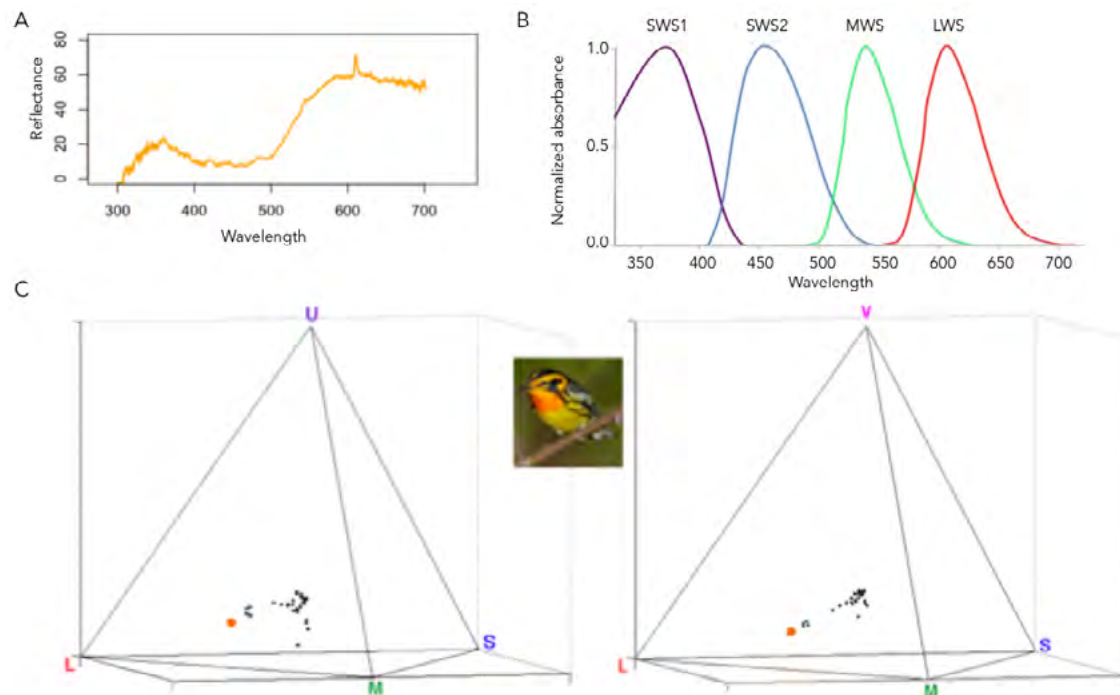 A
80
60
40
20
0
Reflectance
300 400 500 600 700
Wavelength
B
SWS1 SWS2 MWS LWS
1.0
0.5
0.0
Normalized absorbance
350 400 450 500 550 600 650 700
Wavelength
C
U
L
M
S
V
L
M
S